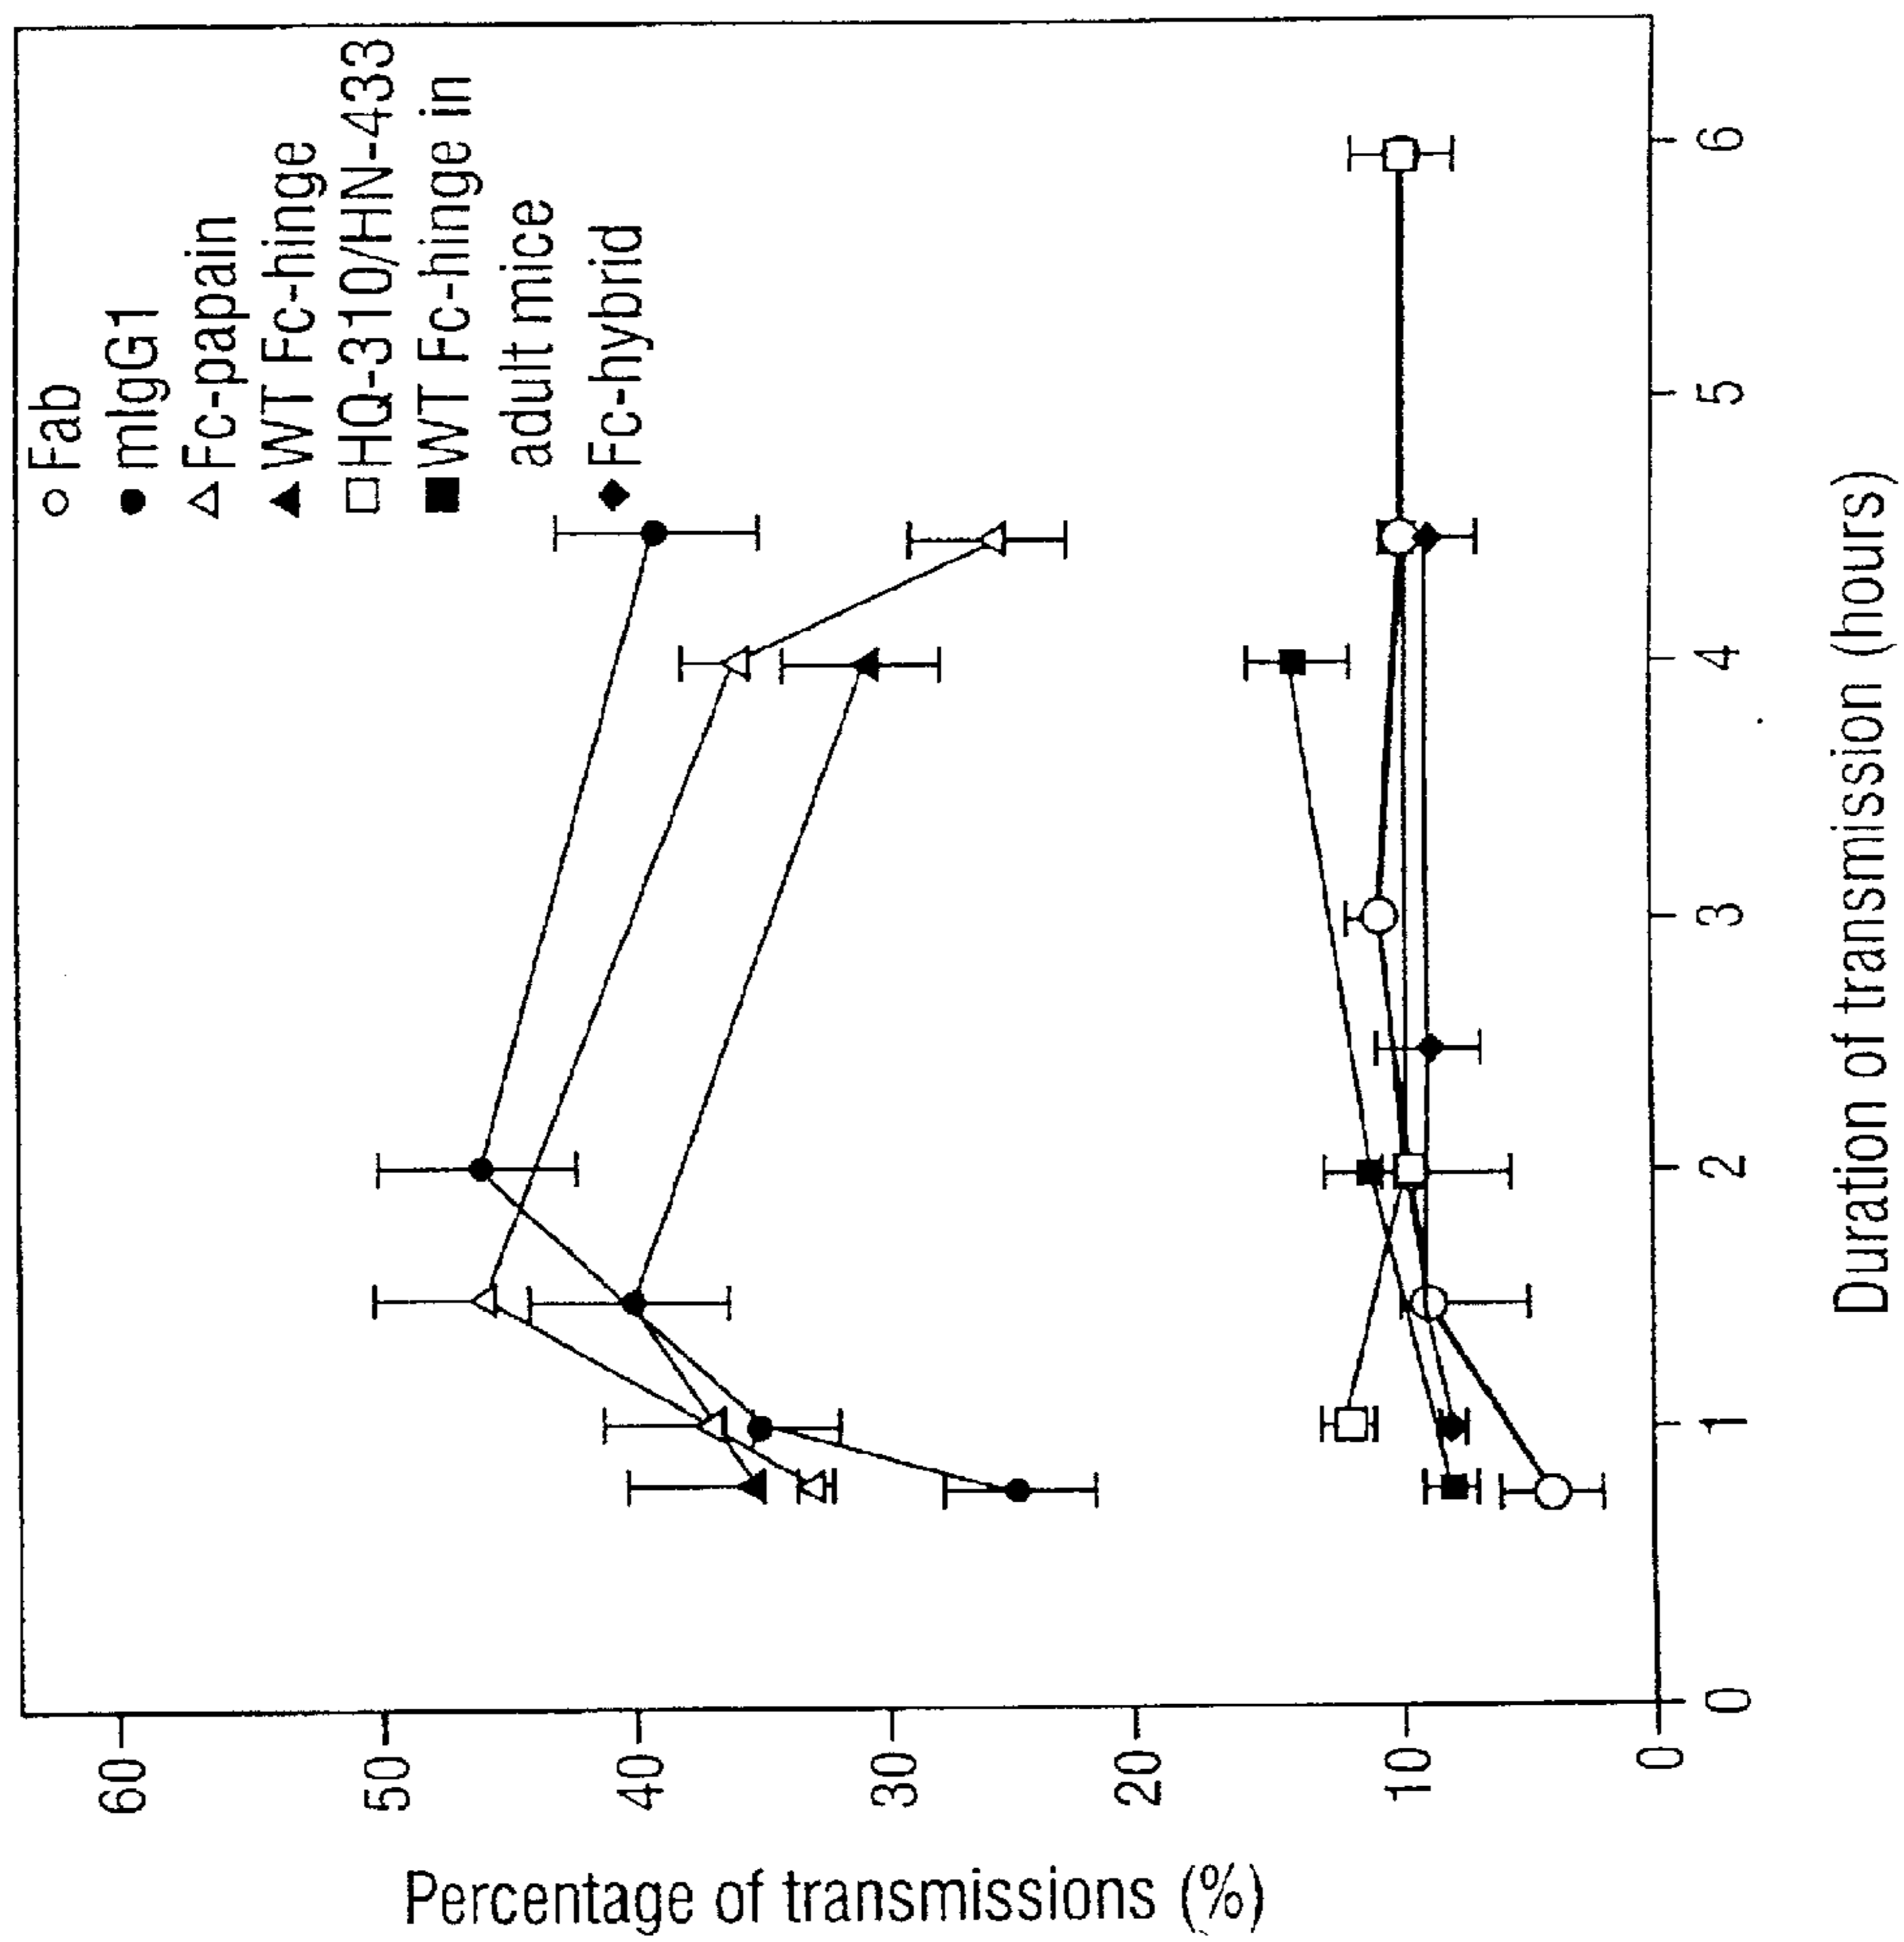 ○ Fab
● mIgG1
△ Fc-papain
▲ WT Fc-hinge
□ HQ-310/HN-433
■ WT Fc-hinge in
adult mice
◆ Fc-hybrid
Percentage of transmissions (%)
60
50
40
30
20
10
0
0 1 2 3 4 5 6
Duration of transmission (hours)